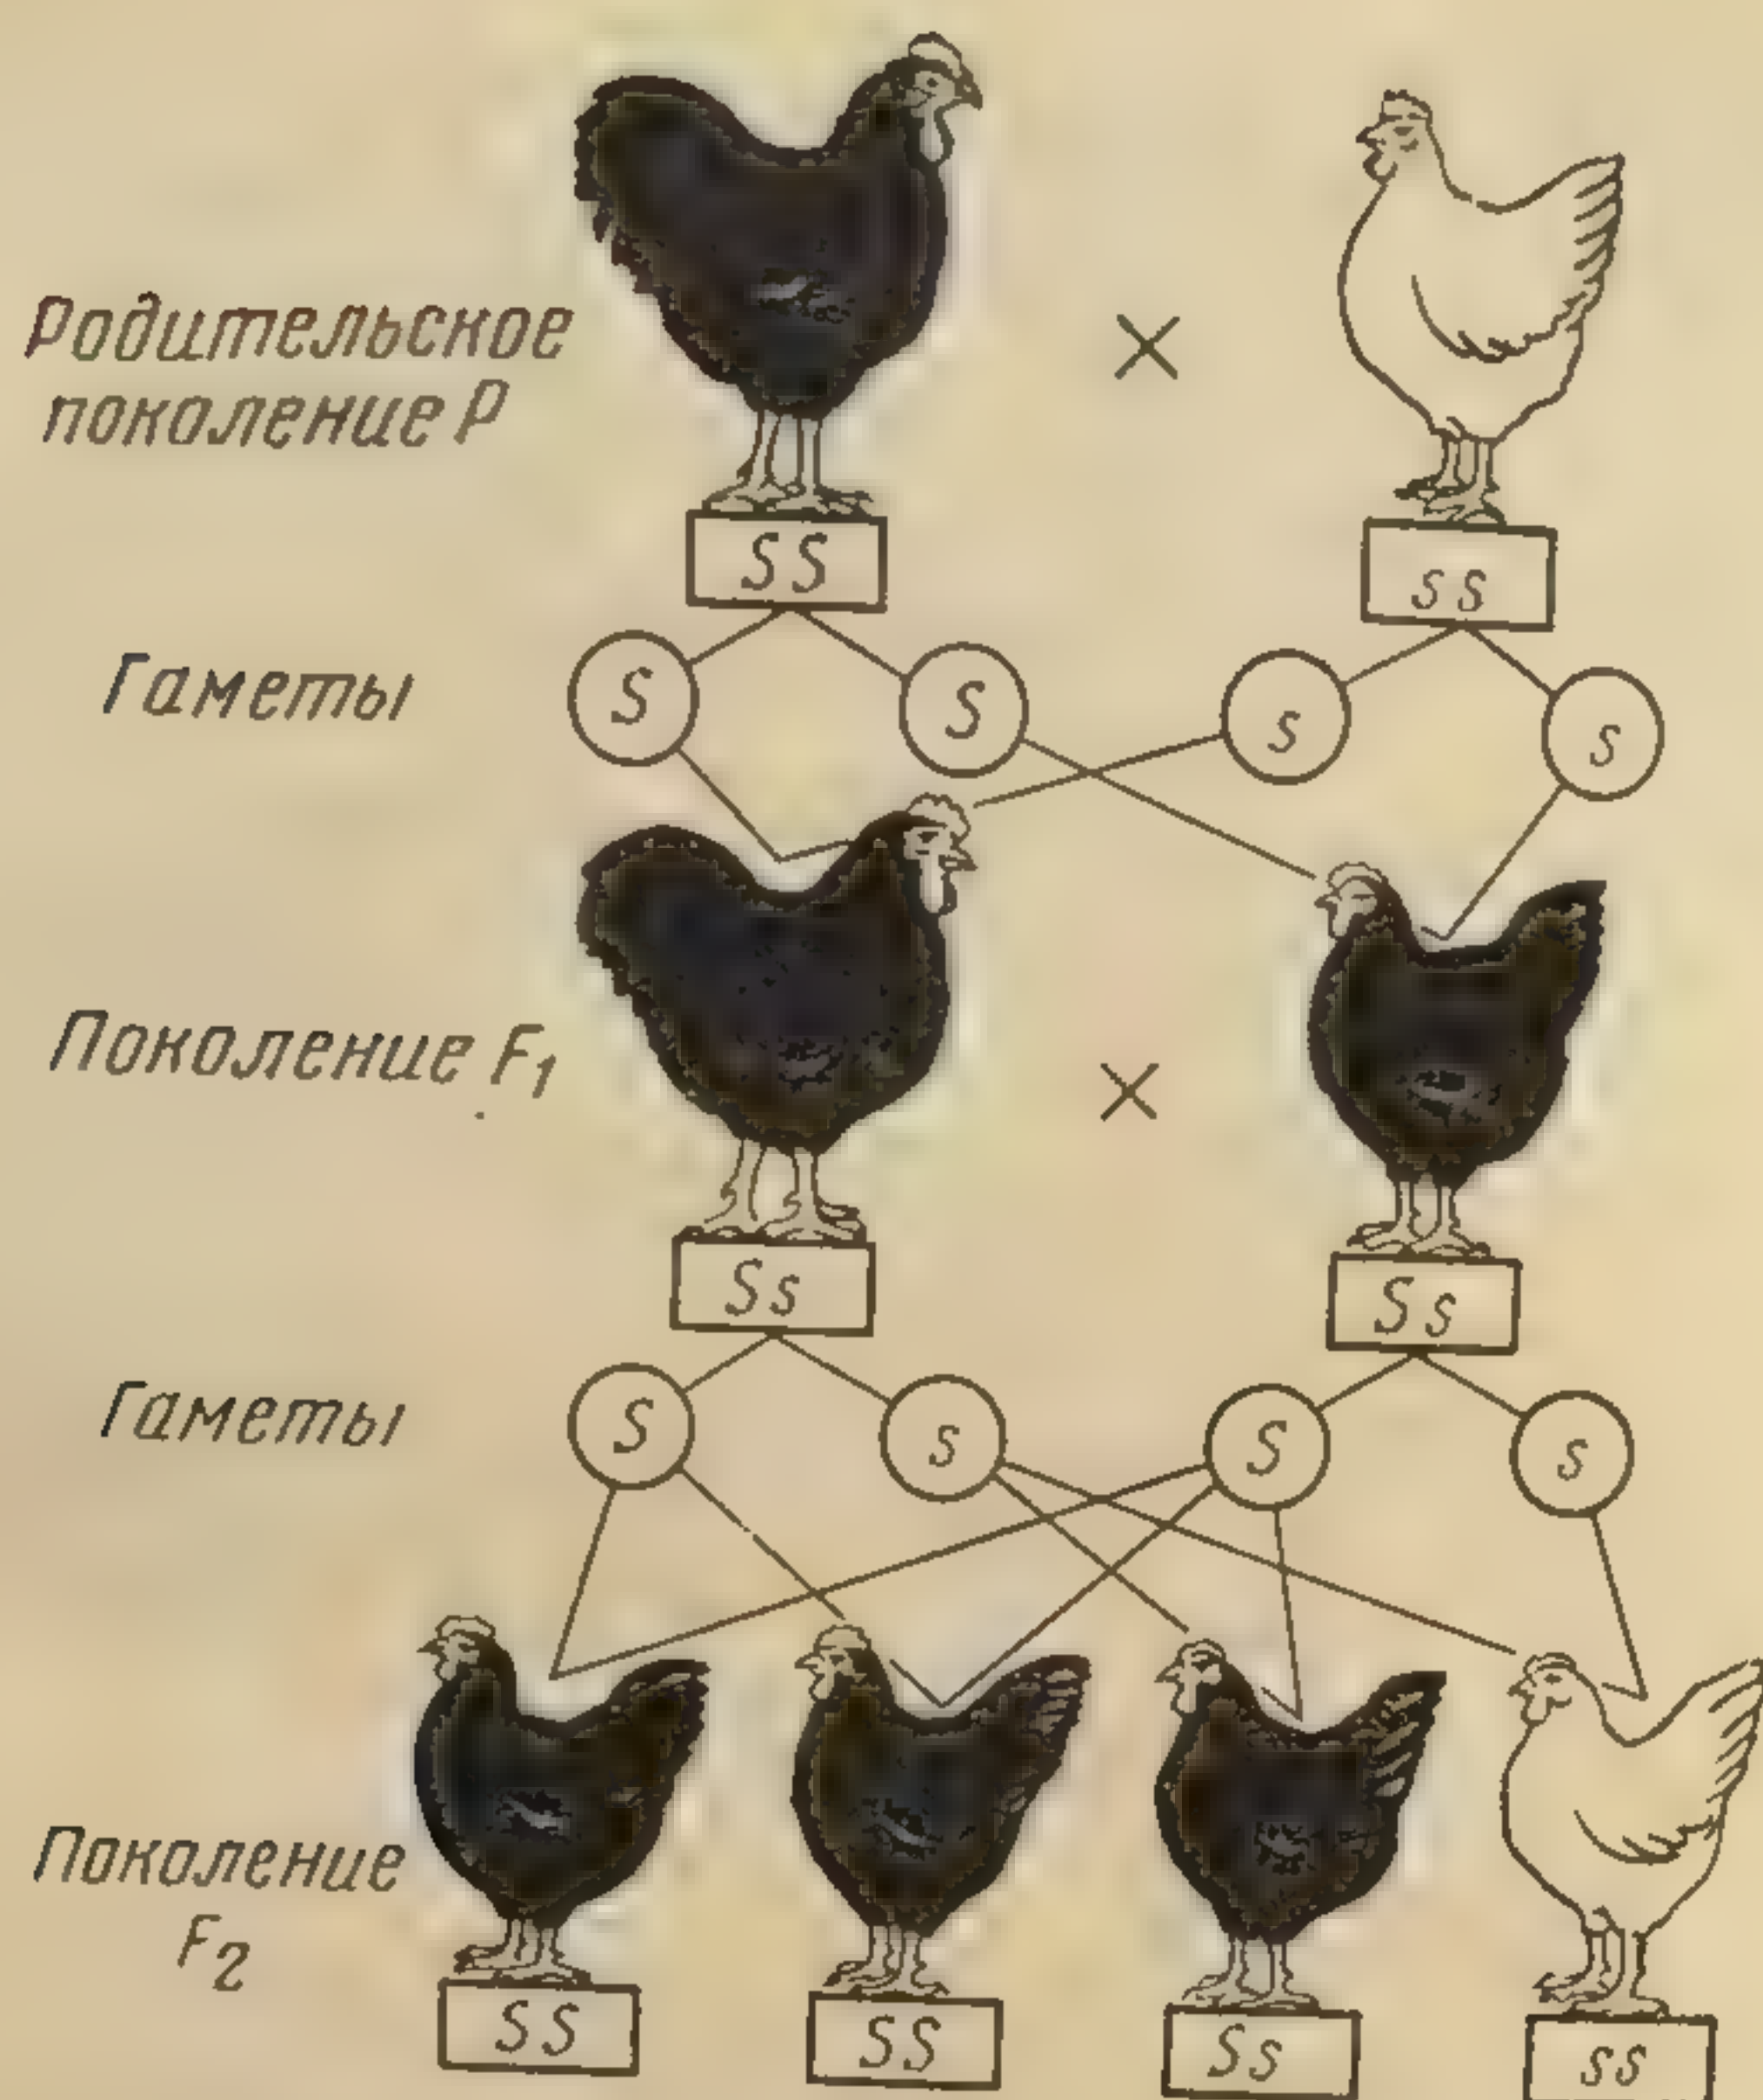 Родительское
поколение P
×
SS
ss
Гаметы
S
S
s
s
Поколение F₁
×
Ss
Ss
Гаметы
S
s
S
s
Поколение
F₂
SS
SS
Ss
ss